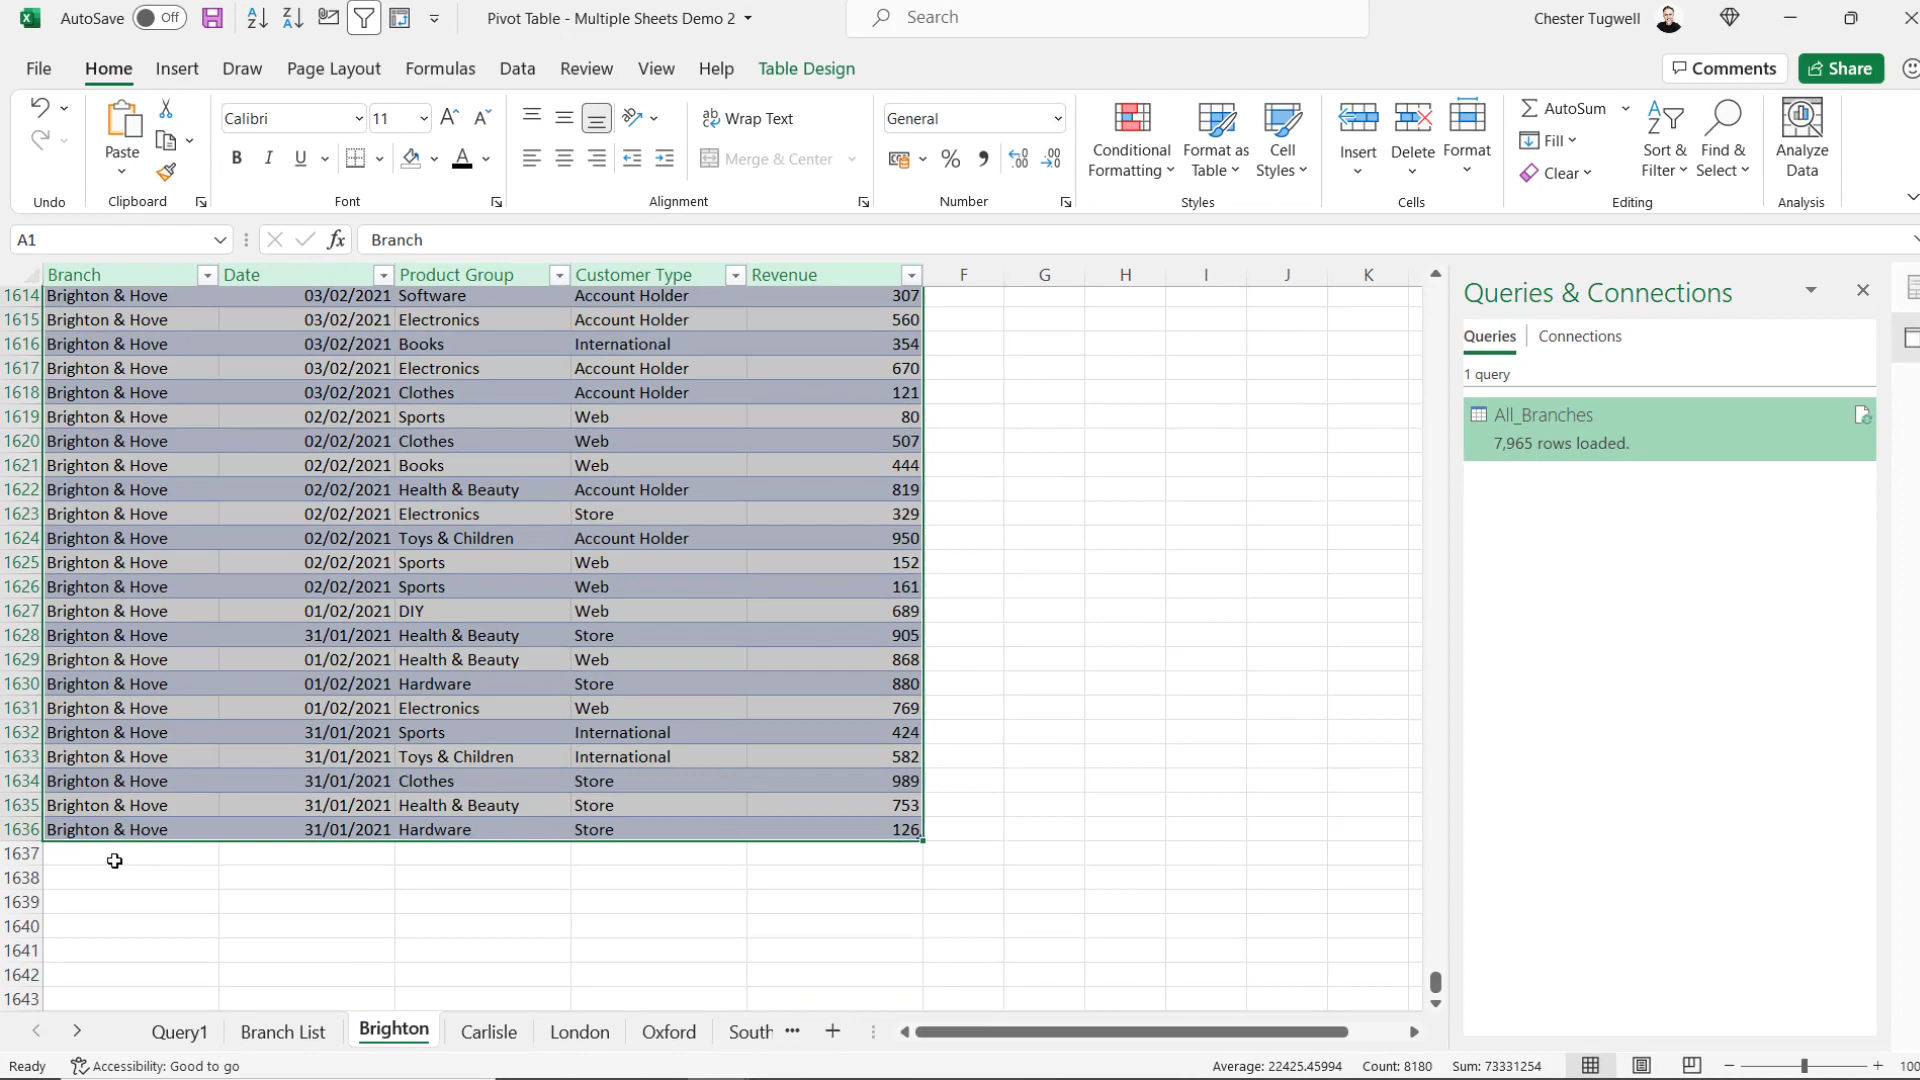 AutoSave Off Pivot Table - Multiple Sheets Demo 2 Search Chester Tugwell
File Home Insert Draw Page Layout Formulas Data Review View Help Table Design Comments Share
Paste Calibri 11 Wrap Text General Conditional Formatting Format as Table Cell Styles Insert Delete Format AutoSum Sort & Filter Find & Select Analyze Data
B I U Merge & Center % Fill
Clear
Undo Clipboard Font Alignment Number Styles Cells Editing Analysis
A1 fx Branch
Branch Date Product Group Customer Type Revenue F G H I J K
1614 Brighton & Hove 03/02/2021 Software Account Holder 307
1615 Brighton & Hove 03/02/2021 Electronics Account Holder 560
1616 Brighton & Hove 03/02/2021 Books International 354
1617 Brighton & Hove 03/02/2021 Electronics Account Holder 670
1618 Brighton & Hove 03/02/2021 Clothes Account Holder 121
1619 Brighton & Hove 02/02/2021 Sports Web 80
1620 Brighton & Hove 02/02/2021 Clothes Web 507
1621 Brighton & Hove 02/02/2021 Books Web 444
1622 Brighton & Hove 02/02/2021 Health & Beauty Account Holder 819
1623 Brighton & Hove 02/02/2021 Electronics Store 329
1624 Brighton & Hove 02/02/2021 Toys & Children Account Holder 950
1625 Brighton & Hove 02/02/2021 Sports Web 152
1626 Brighton & Hove 02/02/2021 Sports Web 161
1627 Brighton & Hove 01/02/2021 DIY Web 689
1628 Brighton & Hove 31/01/2021 Health & Beauty Store 905
1629 Brighton & Hove 01/02/2021 Health & Beauty Web 868
1630 Brighton & Hove 01/02/2021 Hardware Store 880
1631 Brighton & Hove 01/02/2021 Electronics Web 769
1632 Brighton & Hove 31/01/2021 Sports International 424
1633 Brighton & Hove 31/01/2021 Toys & Children International 582
1634 Brighton & Hove 31/01/2021 Clothes Store 989
1635 Brighton & Hove 31/01/2021 Health & Beauty Store 753
1636 Brighton & Hove 31/01/2021 Hardware Store 126
1637
1638
1639
1640
1641
1642
1643
Queries & Connections
Queries Connections
1 query
All_Branches
7,965 rows loaded.
Query1 Branch List Brighton Carlisle London Oxford South ...
Ready Accessibility: Good to go Average: 22425.45994 Count: 8180 Sum: 73331254 100